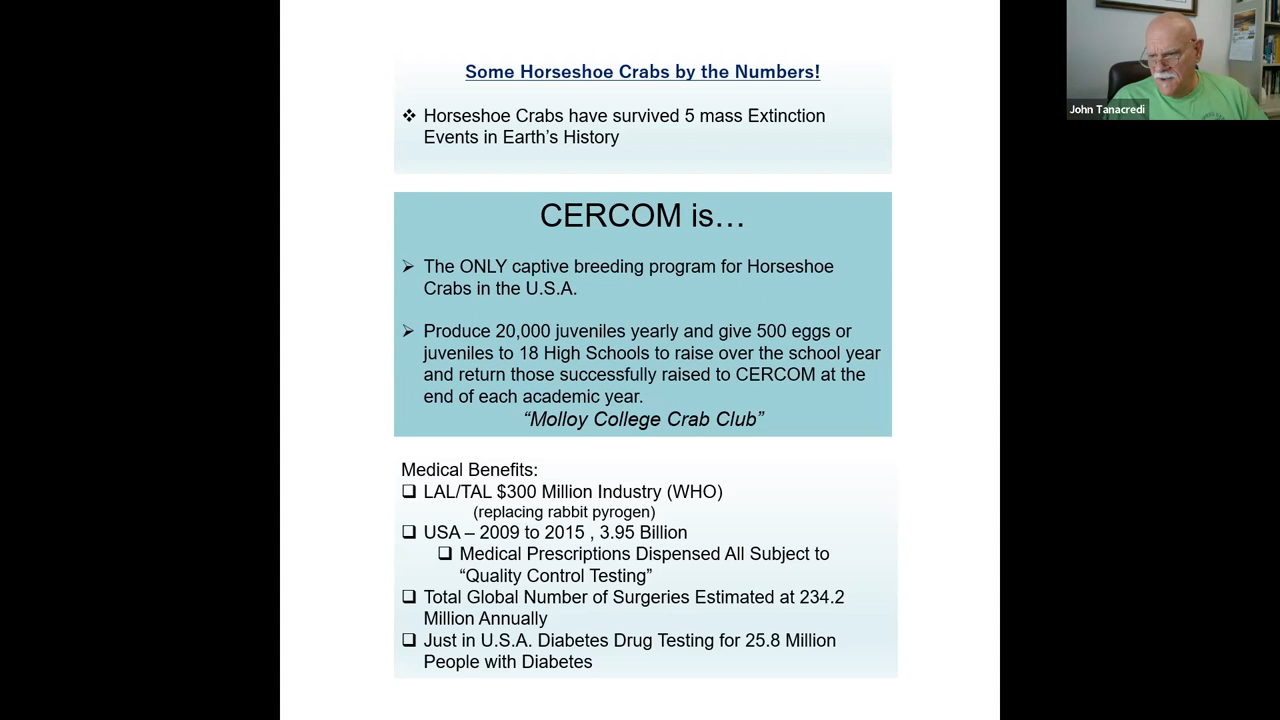 Some Horseshoe Crabs by the Numbers!
❖ Horseshoe Crabs have survived 5 mass Extinction
Events in Earth's History
CERCOM is…
➢ The ONLY captive breeding program for Horseshoe
Crabs in the U.S.A.
➢ Produce 20,000 juveniles yearly and give 500 eggs or
juveniles to 18 High Schools to raise over the school year
and return those successfully raised to CERCOM at the
end of each academic year.
“Molloy College Crab Club”
Medical Benefits:
❑ LAL/TAL $300 Million Industry (WHO)
(replacing rabbit pyrogen)
❑ USA – 2009 to 2015 , 3.95 Billion
❑ Medical Prescriptions Dispensed All Subject to
“Quality Control Testing”
❑ Total Global Number of Surgeries Estimated at 234.2
Million Annually
❑ Just in U.S.A. Diabetes Drug Testing for 25.8 Million
People with Diabetes
John Tanacredi